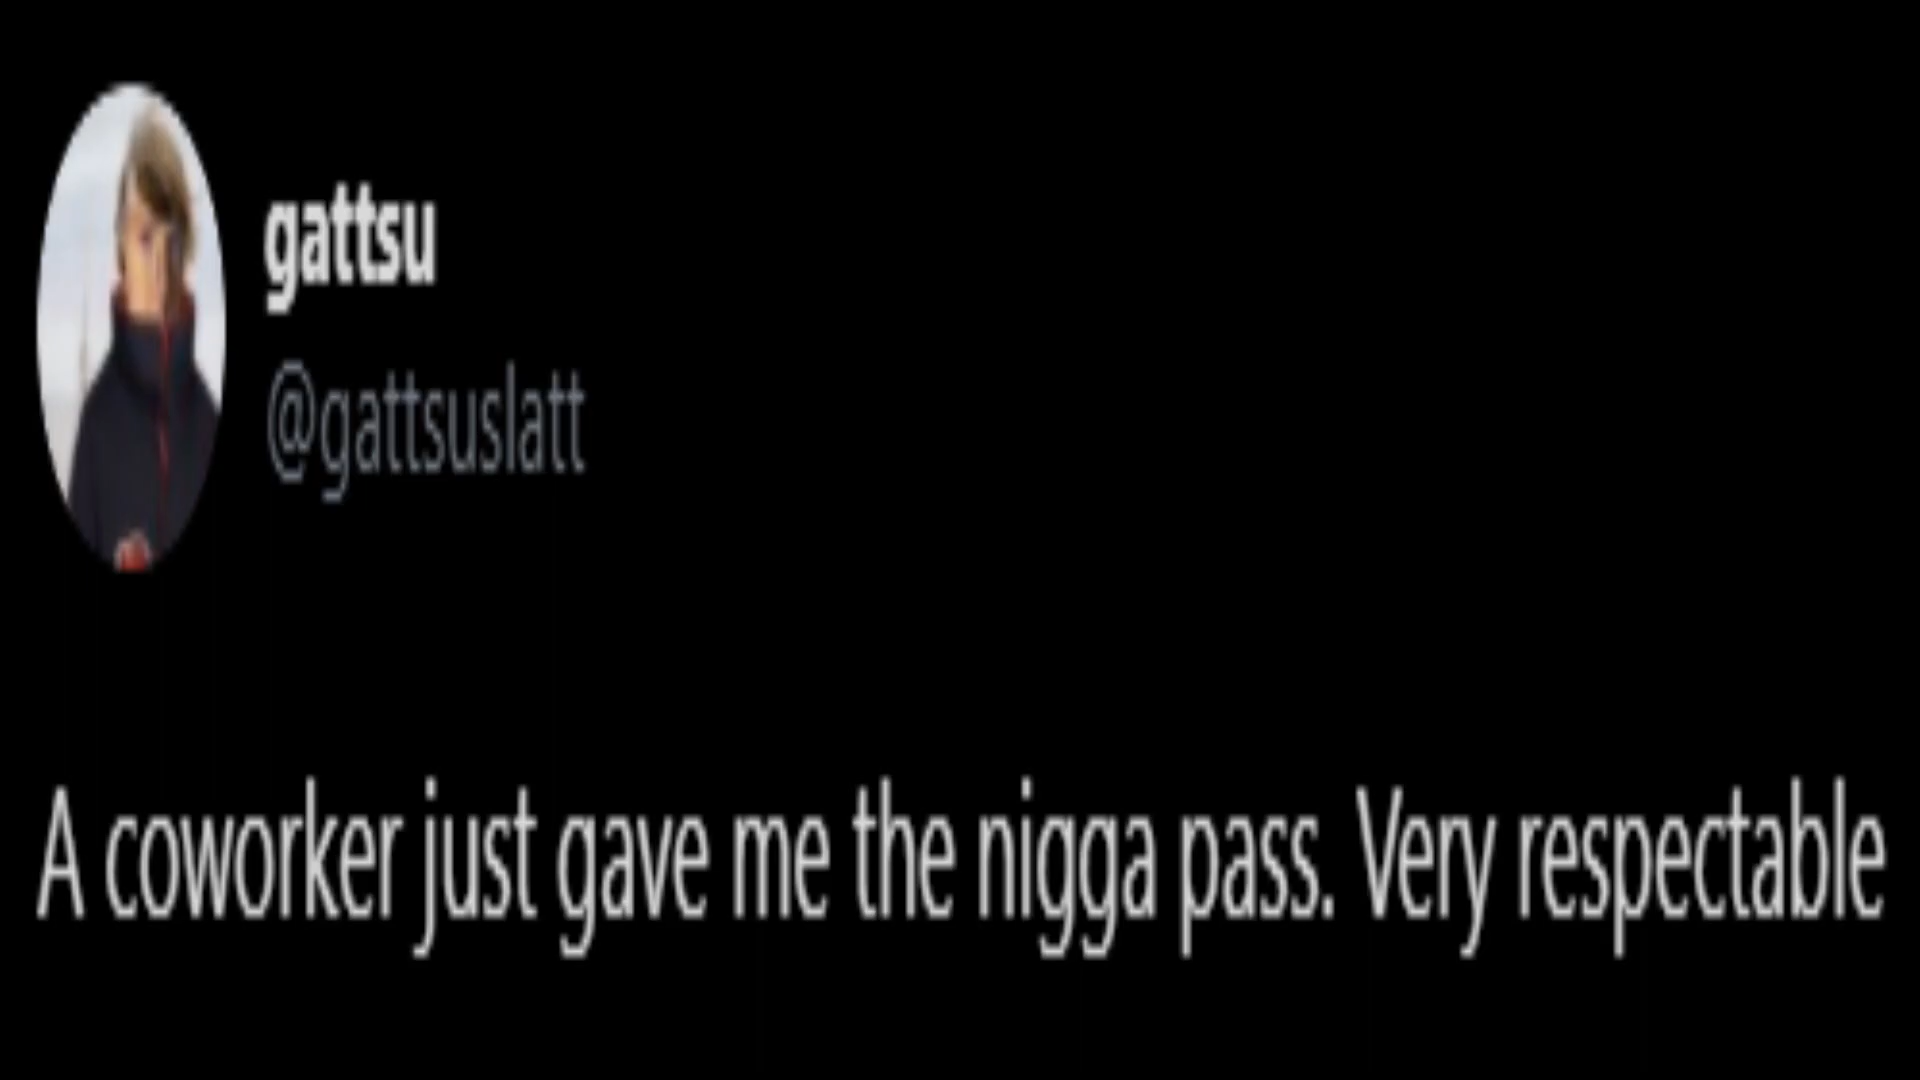 gattsu
@gattsuslatt
A coworker just gave me the nigga pass. Very respectable